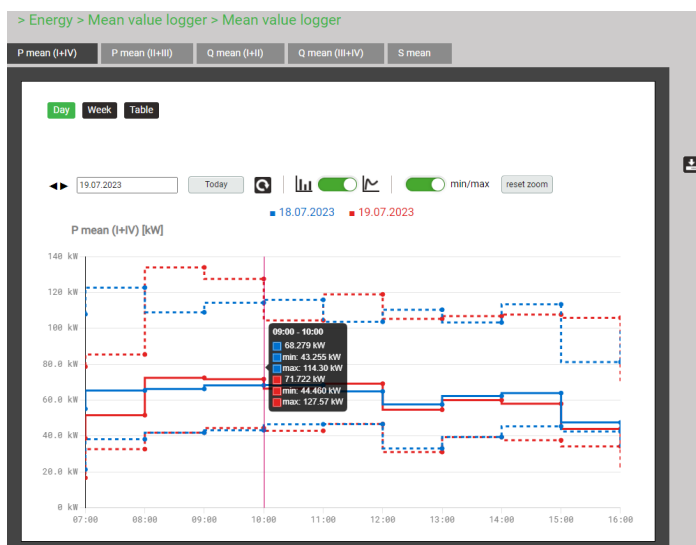 > Energy > Mean value logger > Mean value logger
P mean (I+IV) P mean (II+III) Q mean (I+II) Q mean (III+IV) S mean
Day Week Table
19.07.2023 Today min/max reset zoom
18.07.2023 19.07.2023
P mean (I+IV) [kW]
140 kW
120 kW
100 kW
80.0 kW
60.0 kW
40.0 kW
20.0 kW
0 kW
09:00 - 10:00
68.279 kW
min: 43.255 kW
max: 114.30 kW
71.722 kW
min: 44.460 kW
max: 127.57 kW
07:00 08:00 09:00 10:00 11:00 12:00 13:00 14:00 15:00 16:00